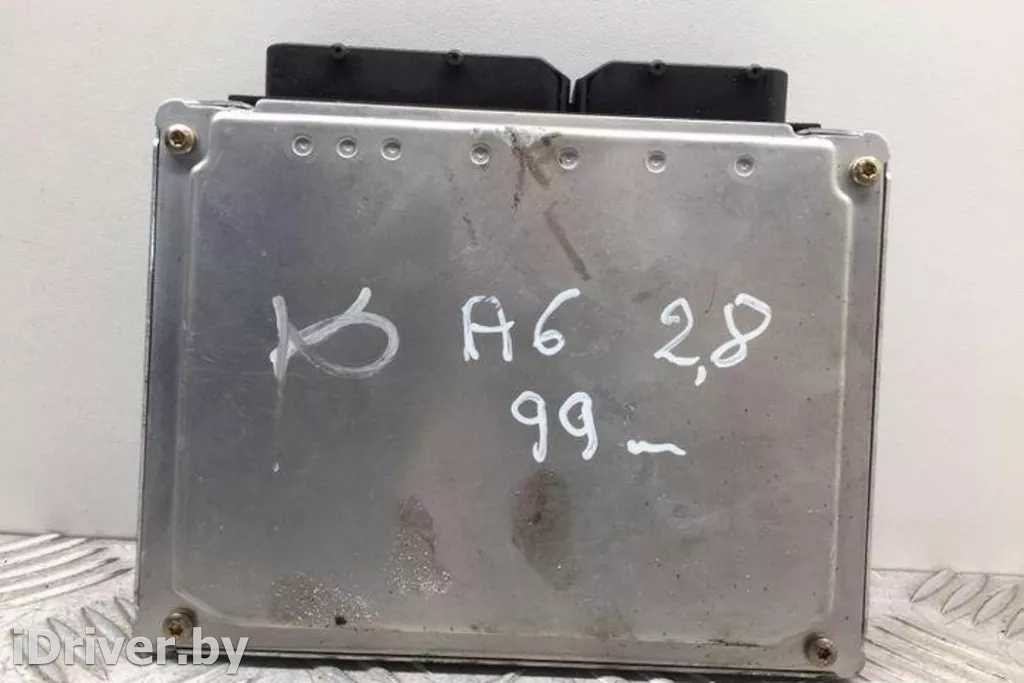 A6 2,8
99 –
iDriver.by